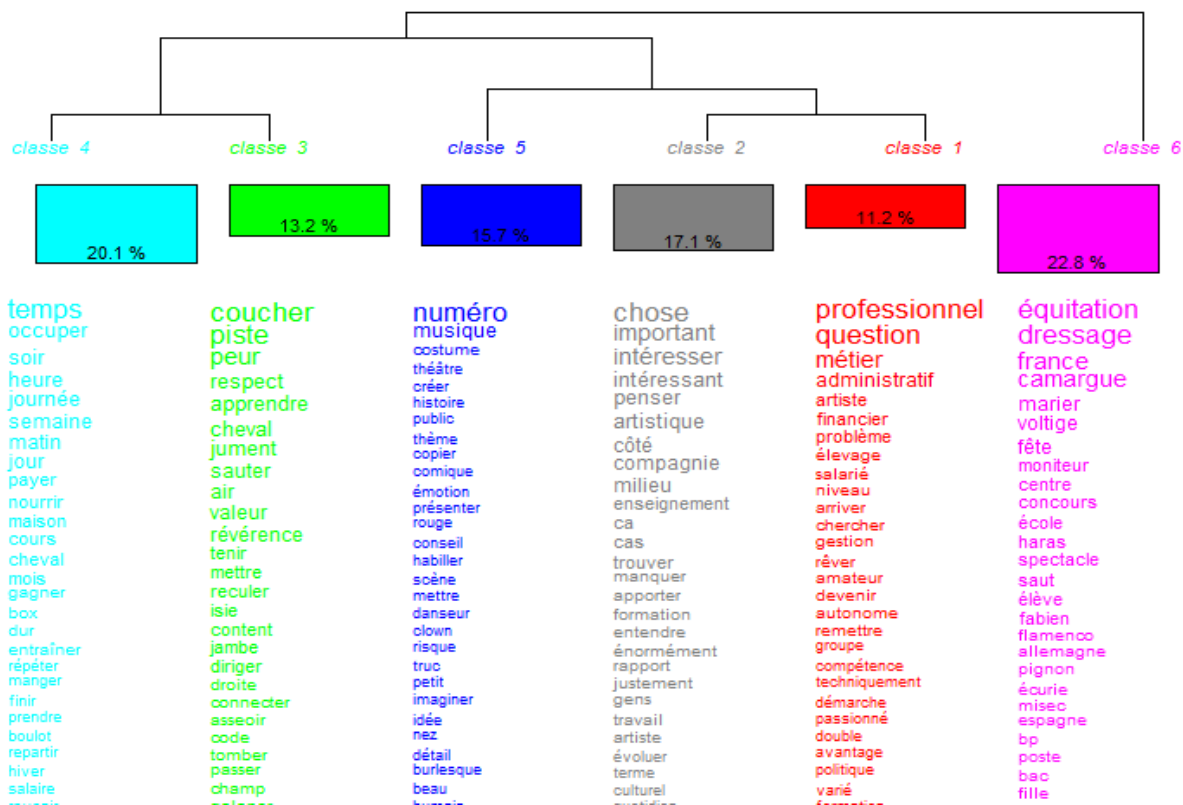 classe 4
classe 3
classe 5
classe 2
classe 1
classe 6
20.1 %
13.2 %
15.7 %
17.1 %
11.2 %
22.8 %
temps
occuper
soir
heure
journée
semaine
matin
jour
payer
nourrir
maison
cours
cheval
mois
gagner
box
dur
entraîner
répéter
manger
finir
prendre
boulot
repartir
hiver
salaire
coucher
piste
peur
respect
apprendre
cheval
jument
sauter
air
valeur
révérence
tenir
mettre
reculer
isie
content
jambe
diriger
droite
connecter
asseoir
code
tomber
passer
champ
numéro
musique
costume
théâtre
créer
histoire
public
thème
copier
comique
émotion
présenter
rouge
conseil
habiller
scène
mettre
danseur
clown
risque
truc
petit
imaginer
idée
nez
détail
burlesque
beau
chose
important
intéresser
intéressant
penser
artistique
côté
compagnie
milieu
enseignement
ca
cas
trouver
manquer
apporter
formation
entendre
énormément
rapport
justement
gens
travail
artiste
évoluer
terme
culturel
professionnel
question
métier
administratif
artiste
financier
problème
élevage
salarié
niveau
arriver
chercher
gestion
rêver
amateur
devenir
autonome
remettre
groupe
compétence
techniquement
démarche
passionné
double
avantage
politique
varié
équitation
dressage
france
camargue
marier
voltige
fête
moniteur
centre
concours
école
haras
spectacle
saut
élève
fabien
flamenco
allemagne
pignon
écurie
misec
espagne
bp
poste
bac
fille